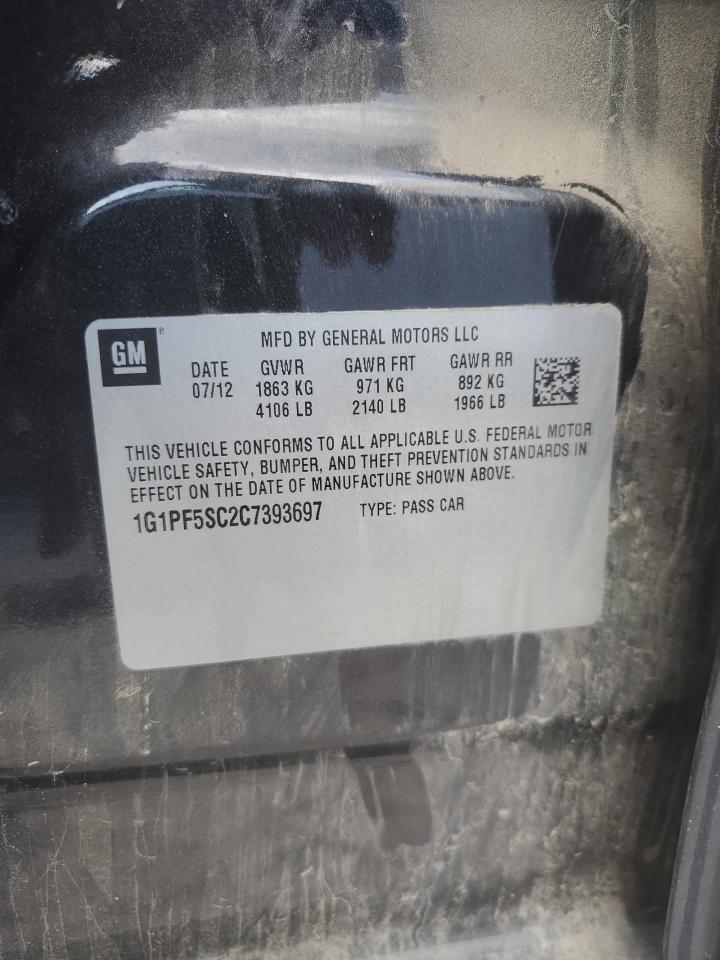 GM ®
MFD BY GENERAL MOTORS LLC
DATE GVWR GAWR FRT GAWR RR
07/12 1863 KG 971 KG 892 KG
4106 LB 2140 LB 1966 LB
THIS VEHICLE CONFORMS TO ALL APPLICABLE U.S. FEDERAL MOTOR
VEHICLE SAFETY, BUMPER, AND THEFT PREVENTION STANDARDS IN
EFFECT ON THE DATE OF MANUFACTURE SHOWN ABOVE.
1G1PF5SC2C7393697 TYPE: PASS CAR